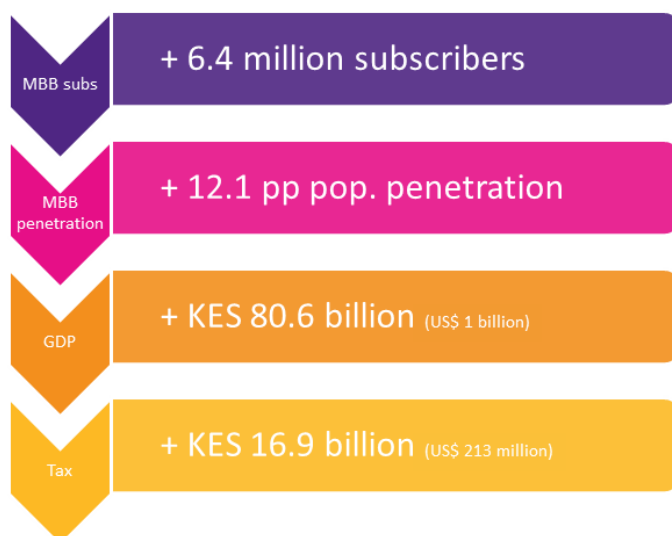 MBB subs
+ 6.4 million subscribers
MBB
penetration
+ 12.1 pp pop. penetration
GDP
+ KES 80.6 billion (US$ 1 billion)
Tax
+ KES 16.9 billion (US$ 213 million)